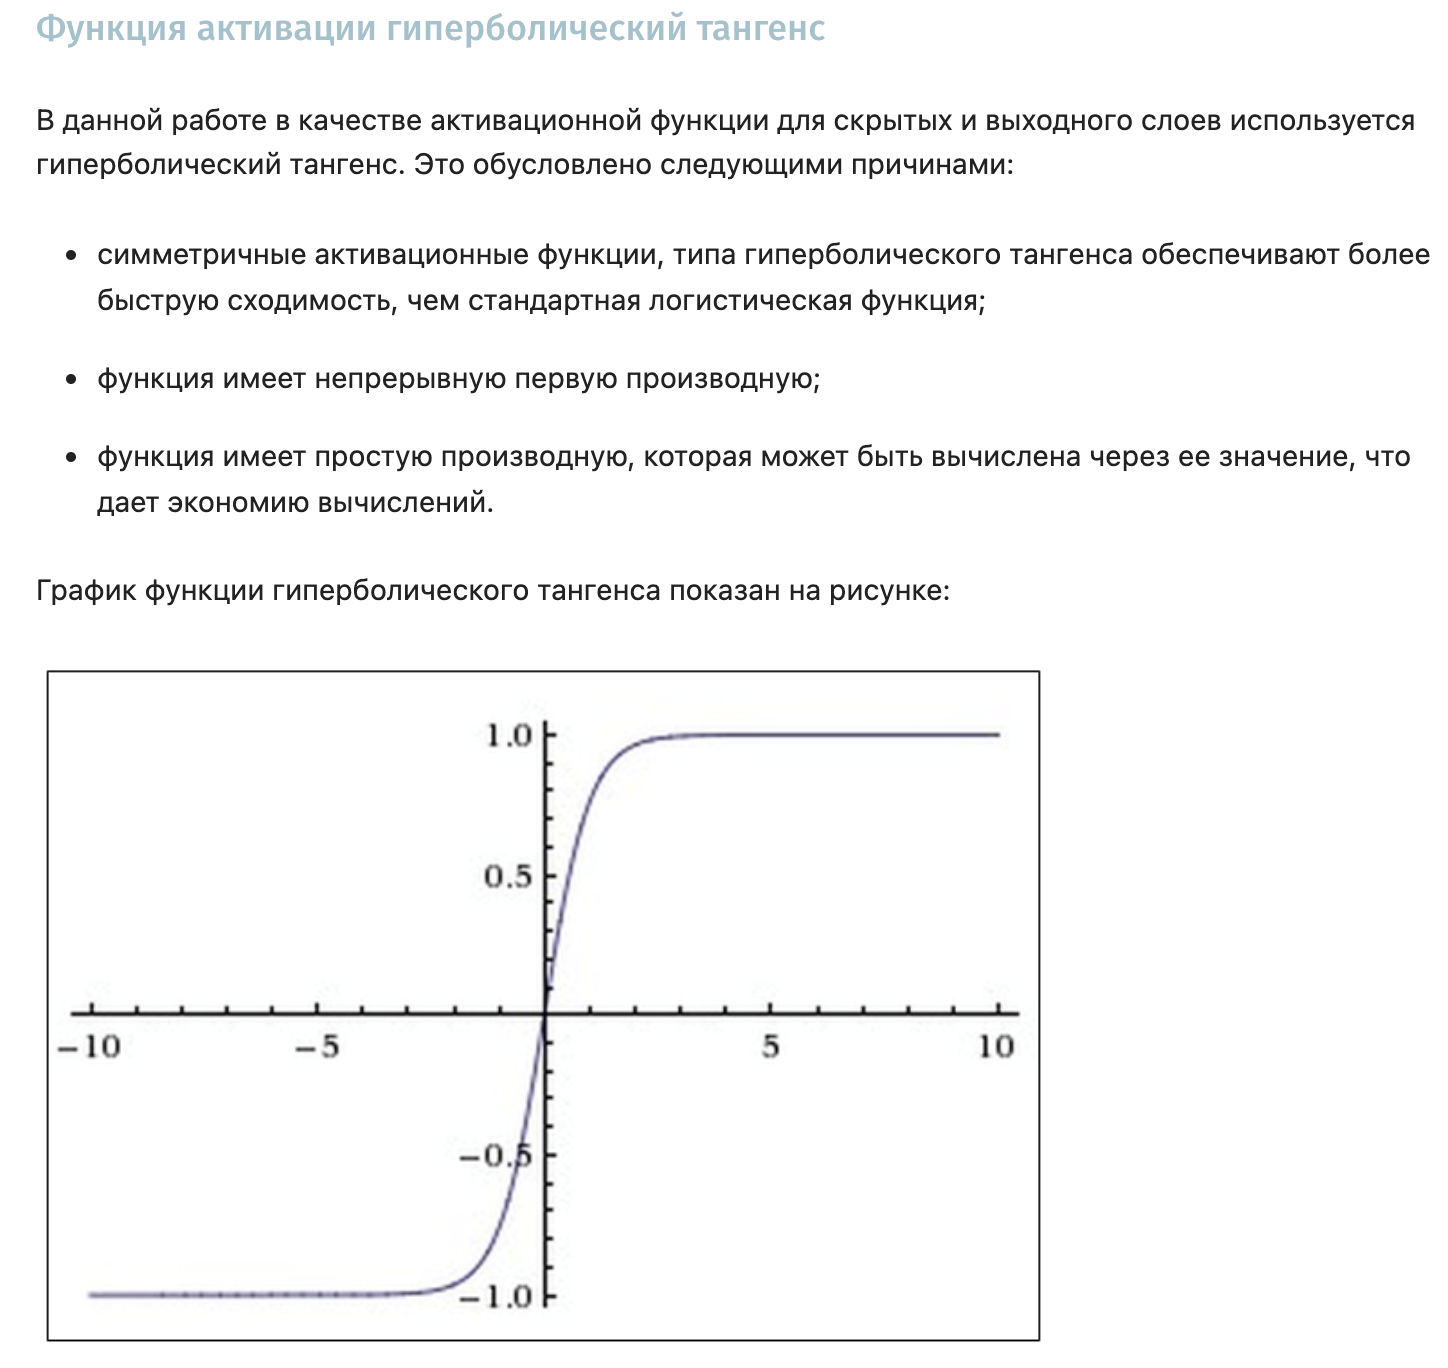 Функция активации гиперболический тангенс
В данной работе в качестве активационной функции для скрытых и выходного слоев используется
гиперболический тангенс. Это обусловлено следующими причинами:
• симметричные активационные функции, типа гиперболического тангенса обеспечивают более
быструю сходимость, чем стандартная логистическая функция;
• функция имеет непрерывную первую производную;
• функция имеет простую производную, которая может быть вычислена через ее значение, что
дает экономию вычислений.
График функции гиперболического тангенса показан на рисунке:
1.0
0.5
−10 −5 5 10
−0.5
−1.0